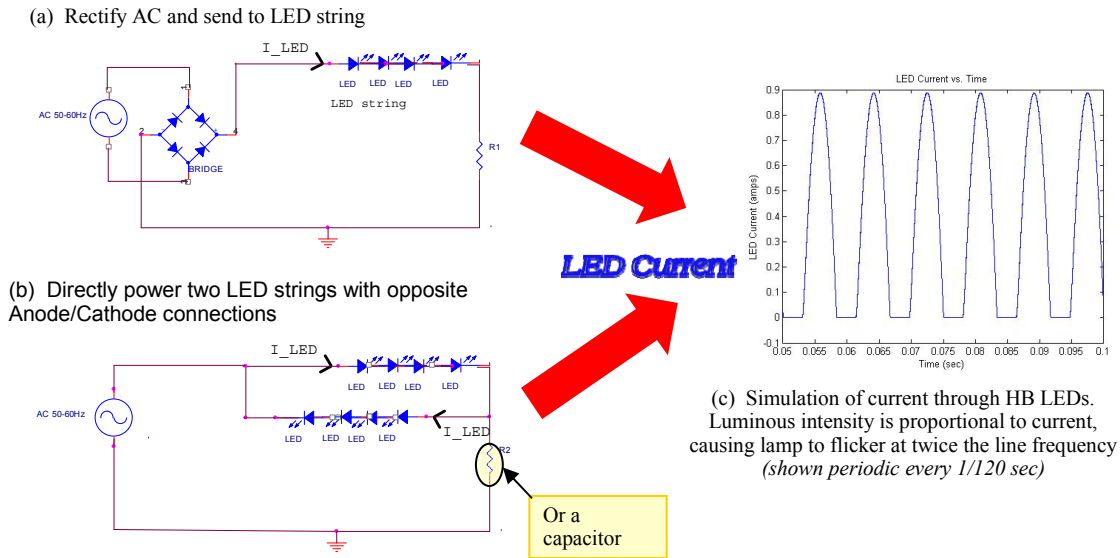 (a) Rectify AC and send to LED string
I_LED
LED LED LED LED
LED string
AC 50-60Hz
2
4
BRIDGE
R1
(b) Directly power two LED strings with opposite
Anode/Cathode connections
I_LED
LED LED LED LED
AC 50-60Hz
LED LED LED LED
I_LED
R2
Or a
capacitor
LED Current
LED Current vs. Time
LED Current (amps)
0.9
0.8
0.7
0.6
0.5
0.4
0.3
0.2
0.1
0
-0.1
0.05 0.055 0.06 0.065 0.07 0.075 0.08 0.085 0.09 0.095 0.1
Time (sec)
(c) Simulation of current through HB LEDs.
Luminous intensity is proportional to current,
causing lamp to flicker at twice the line frequency
(shown periodic every 1/120 sec)